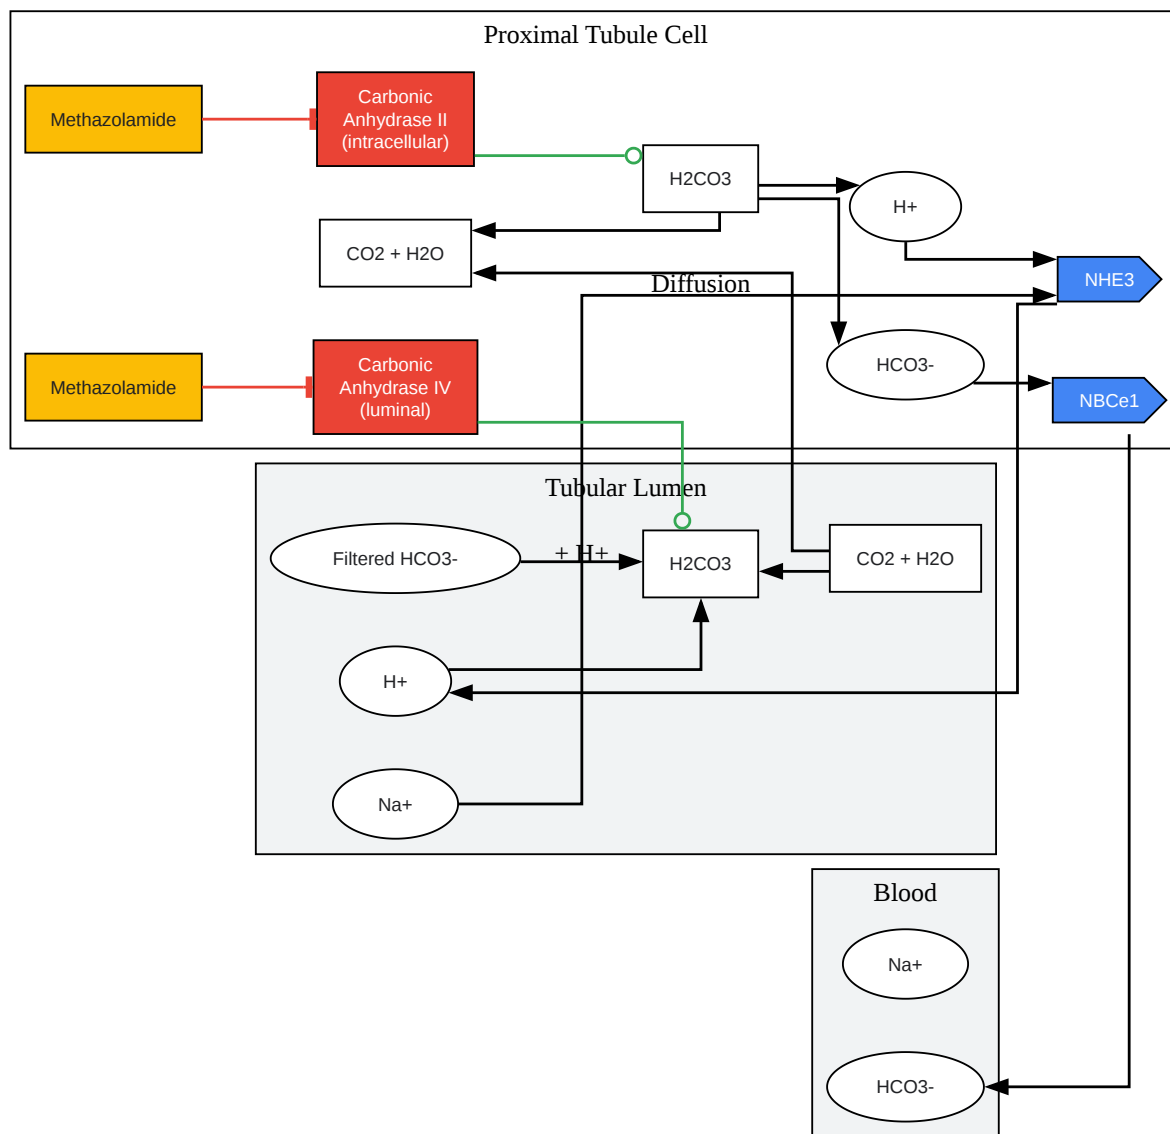 Proximal Tubule Cell
Methazolamide
Carbonic
Anhydrase II
(intracellular)
H2CO3
H+
CO2 + H2O
NHE3
Diffusion
Methazolamide
Carbonic
Anhydrase IV
(luminal)
HCO3-
NBCe1
Tubular Lumen
Filtered HCO3-
+ H+
H2CO3
CO2 + H2O
H+
Na+
Blood
Na+
HCO3-